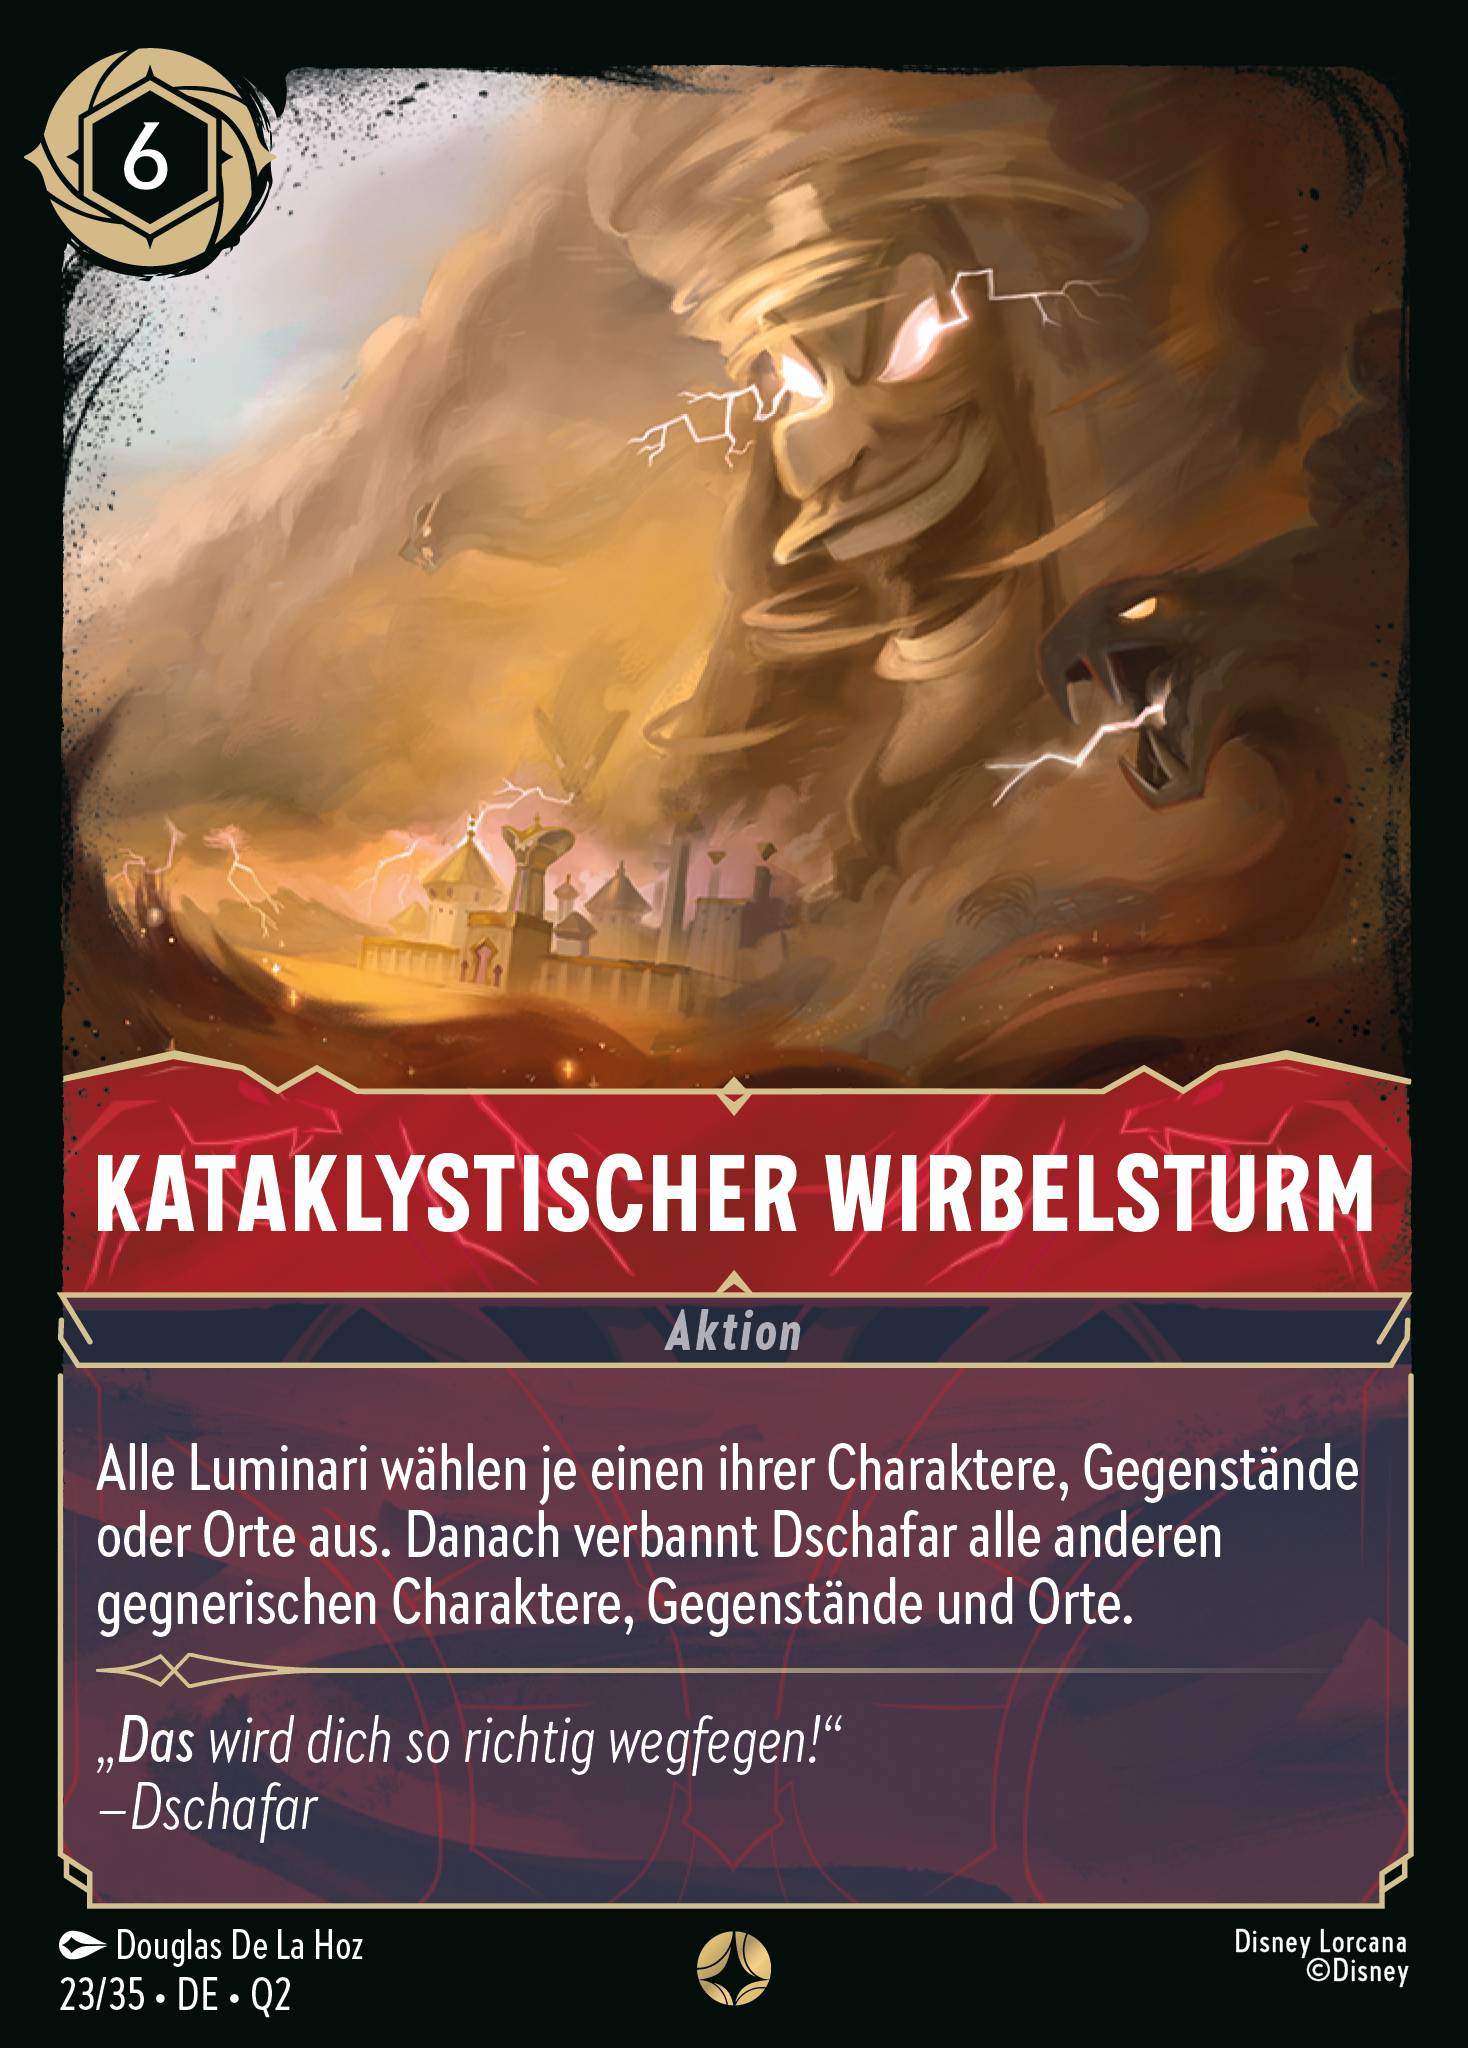 6
KATAKLYSTISCHER WIRBELSTURM
Aktion
Alle Luminari wählen je einen ihrer Charaktere, Gegenstände
oder Orte aus. Danach verbannt Dschafar alle anderen
gegnerischen Charaktere, Gegenstände und Orte.
„Das wird dich so richtig wegfegen!“
–Dschafar
Douglas De La Hoz
Disney Lorcana
23/35 • DE • Q2
©Disney